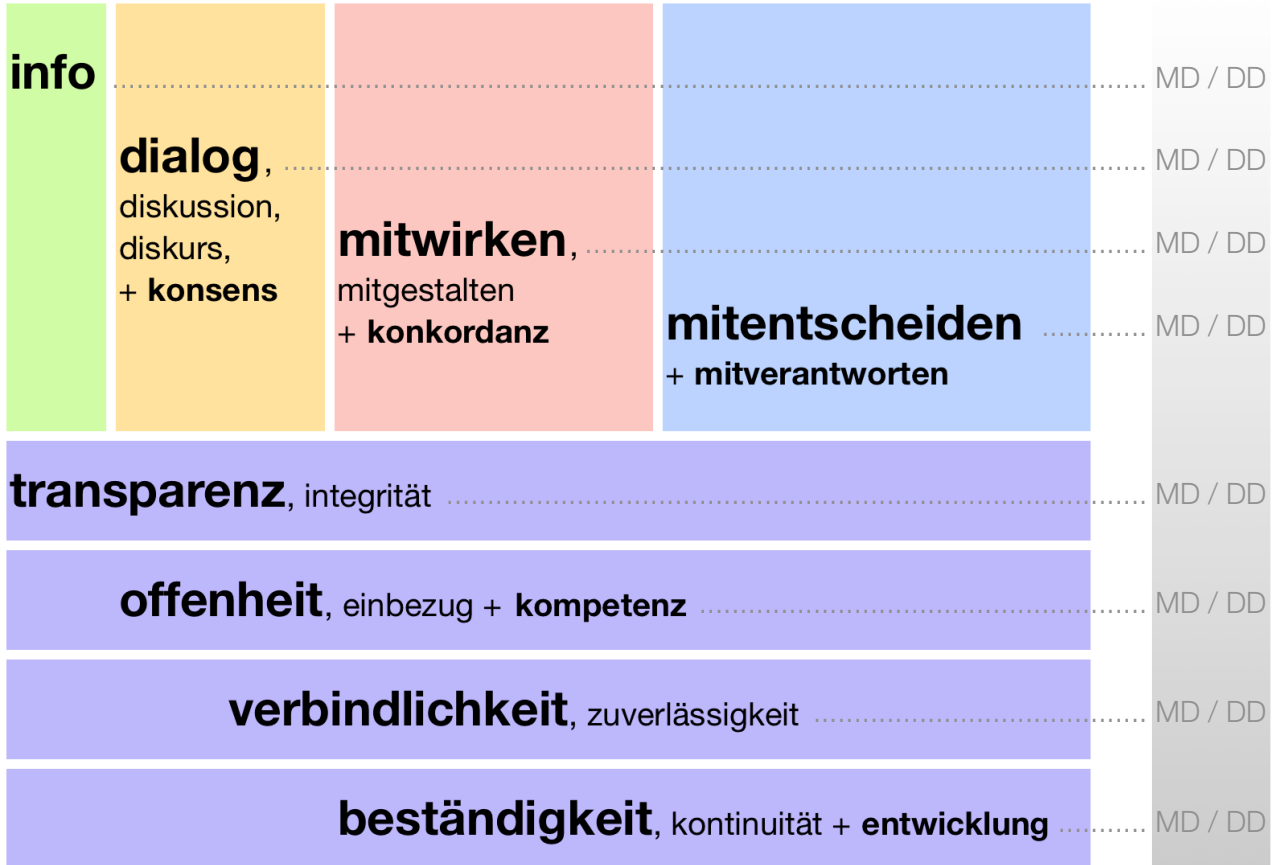 info ........ MD / DD
dialog, ........ MD / DD
diskussion,
diskurs,
+ konsens
mitwirken, ........ MD / DD
mitgestalten
+ konkordanz
mitentscheiden ........ MD / DD
+ mitverantworten
transparenz, integrität ........ MD / DD
offenheit, einbezug + kompetenz ........ MD / DD
verbindlichkeit, zuverlässigkeit ........ MD / DD
beständigkeit, kontinuität + entwicklung ........ MD / DD